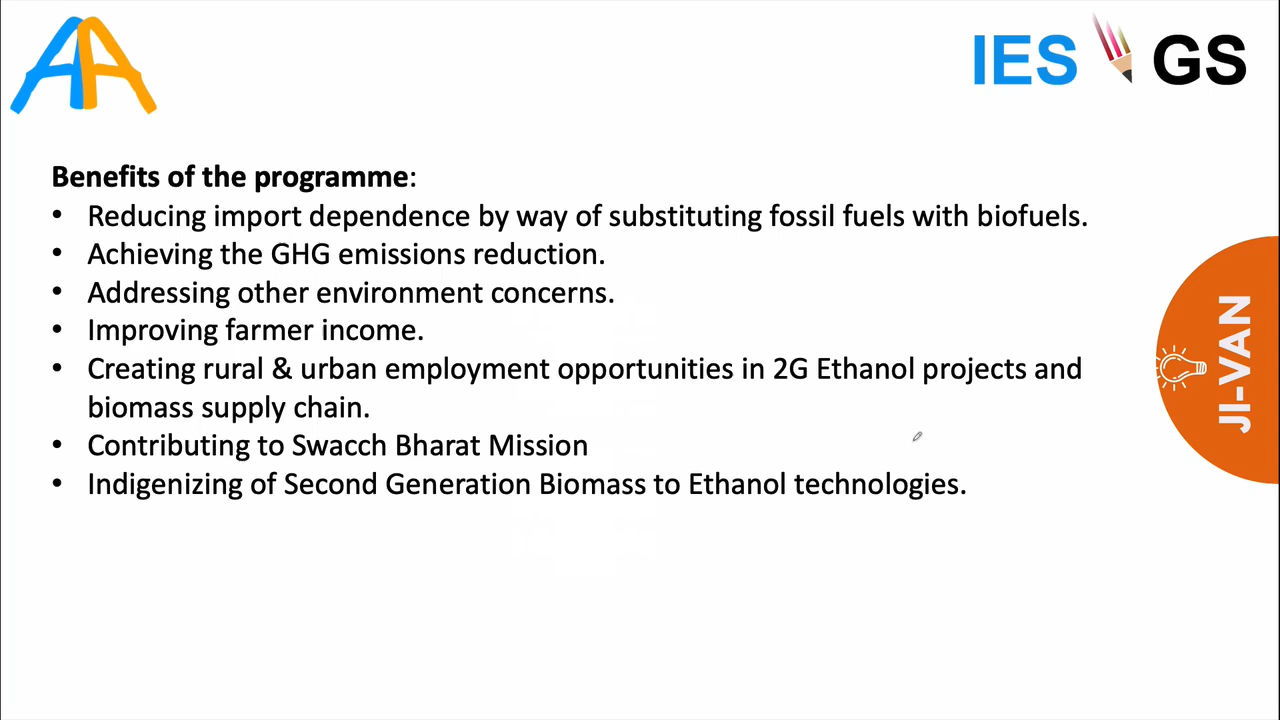 AA
IES GS
Benefits of the programme:
• Reducing import dependence by way of substituting fossil fuels with biofuels.
• Achieving the GHG emissions reduction.
• Addressing other environment concerns.
• Improving farmer income.
• Creating rural & urban employment opportunities in 2G Ethanol projects and
biomass supply chain.
• Contributing to Swacch Bharat Mission
• Indigenizing of Second Generation Biomass to Ethanol technologies.
JI-VAN